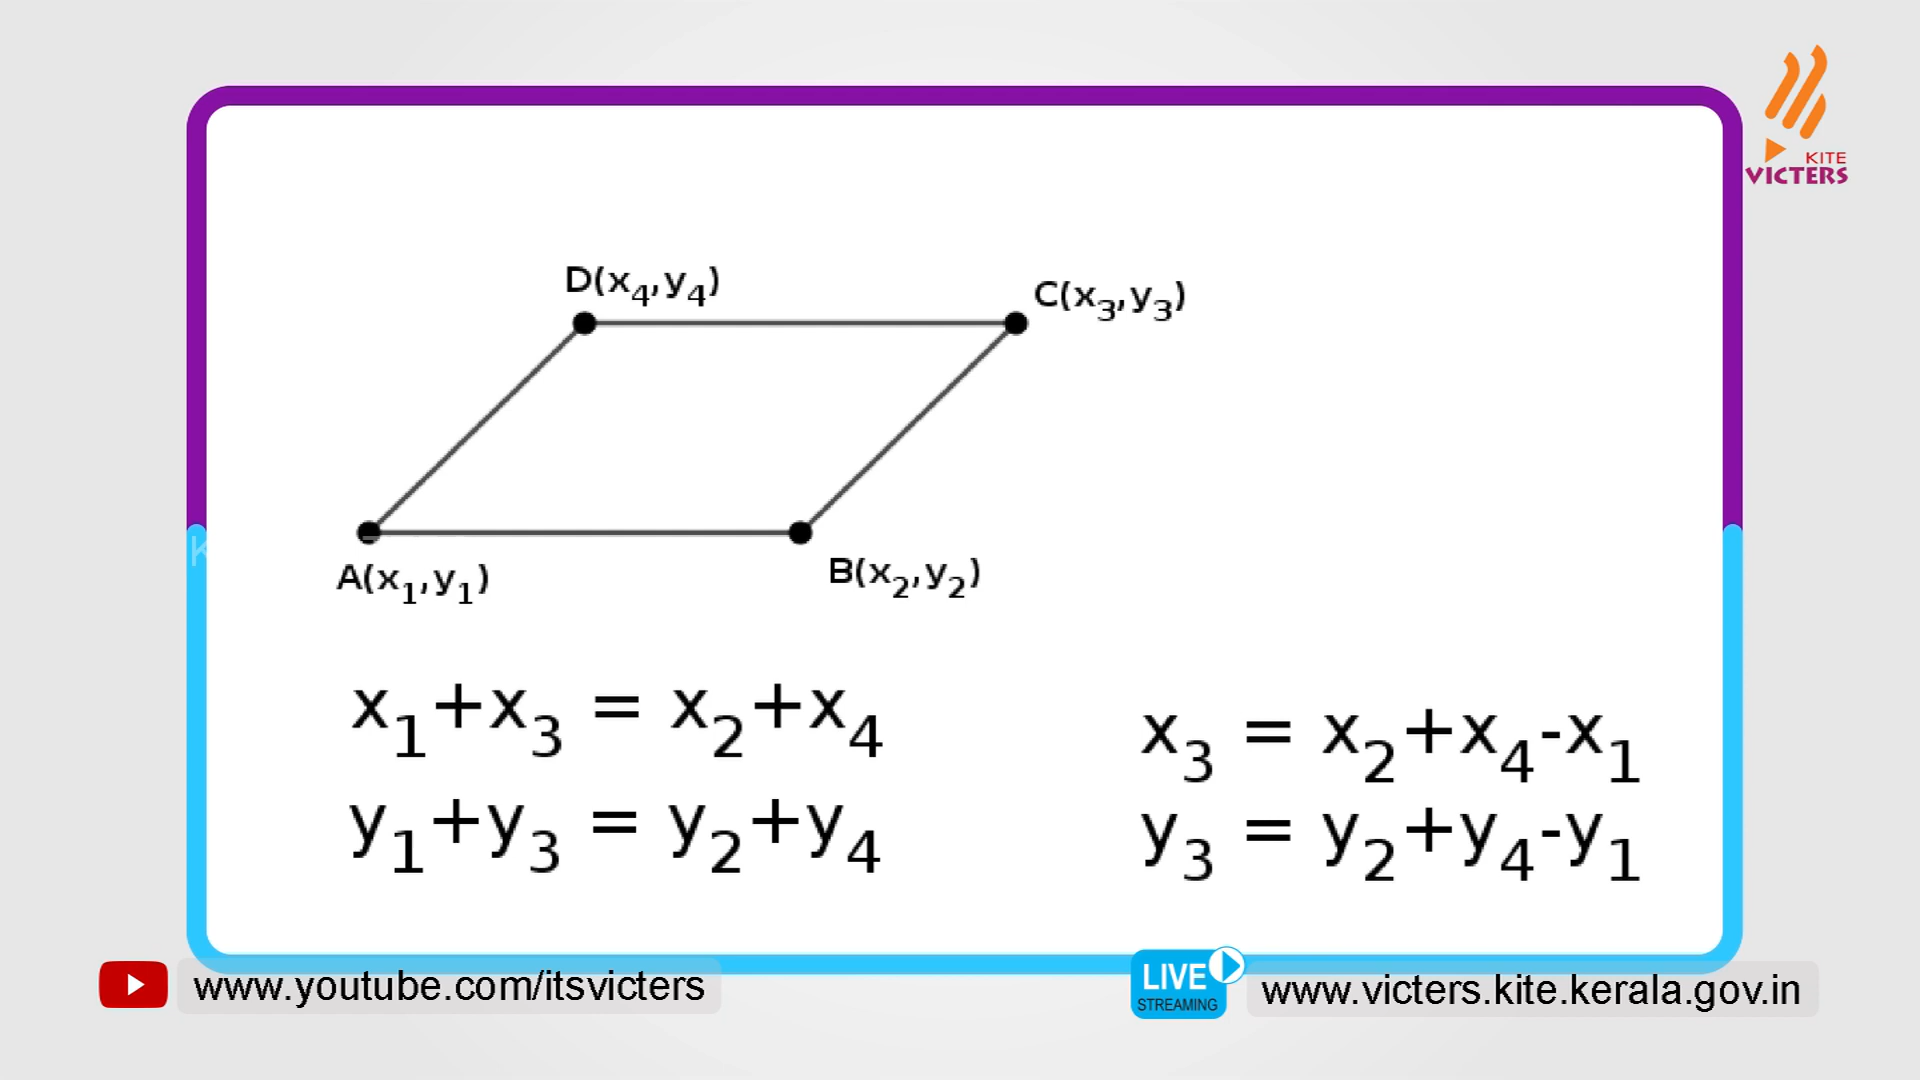 KITE
VICTERS
D(x₄,y₄)
C(x₃,y₃)
A(x₁,y₁)
B(x₂,y₂)
x₁+x₃ = x₂+x₄
y₁+y₃ = y₂+y₄
x₃ = x₂+x₄-x₁
y₃ = y₂+y₄-y₁
www.youtube.com/itsvicters
LIVE
STREAMING
www.victers.kite.kerala.gov.in